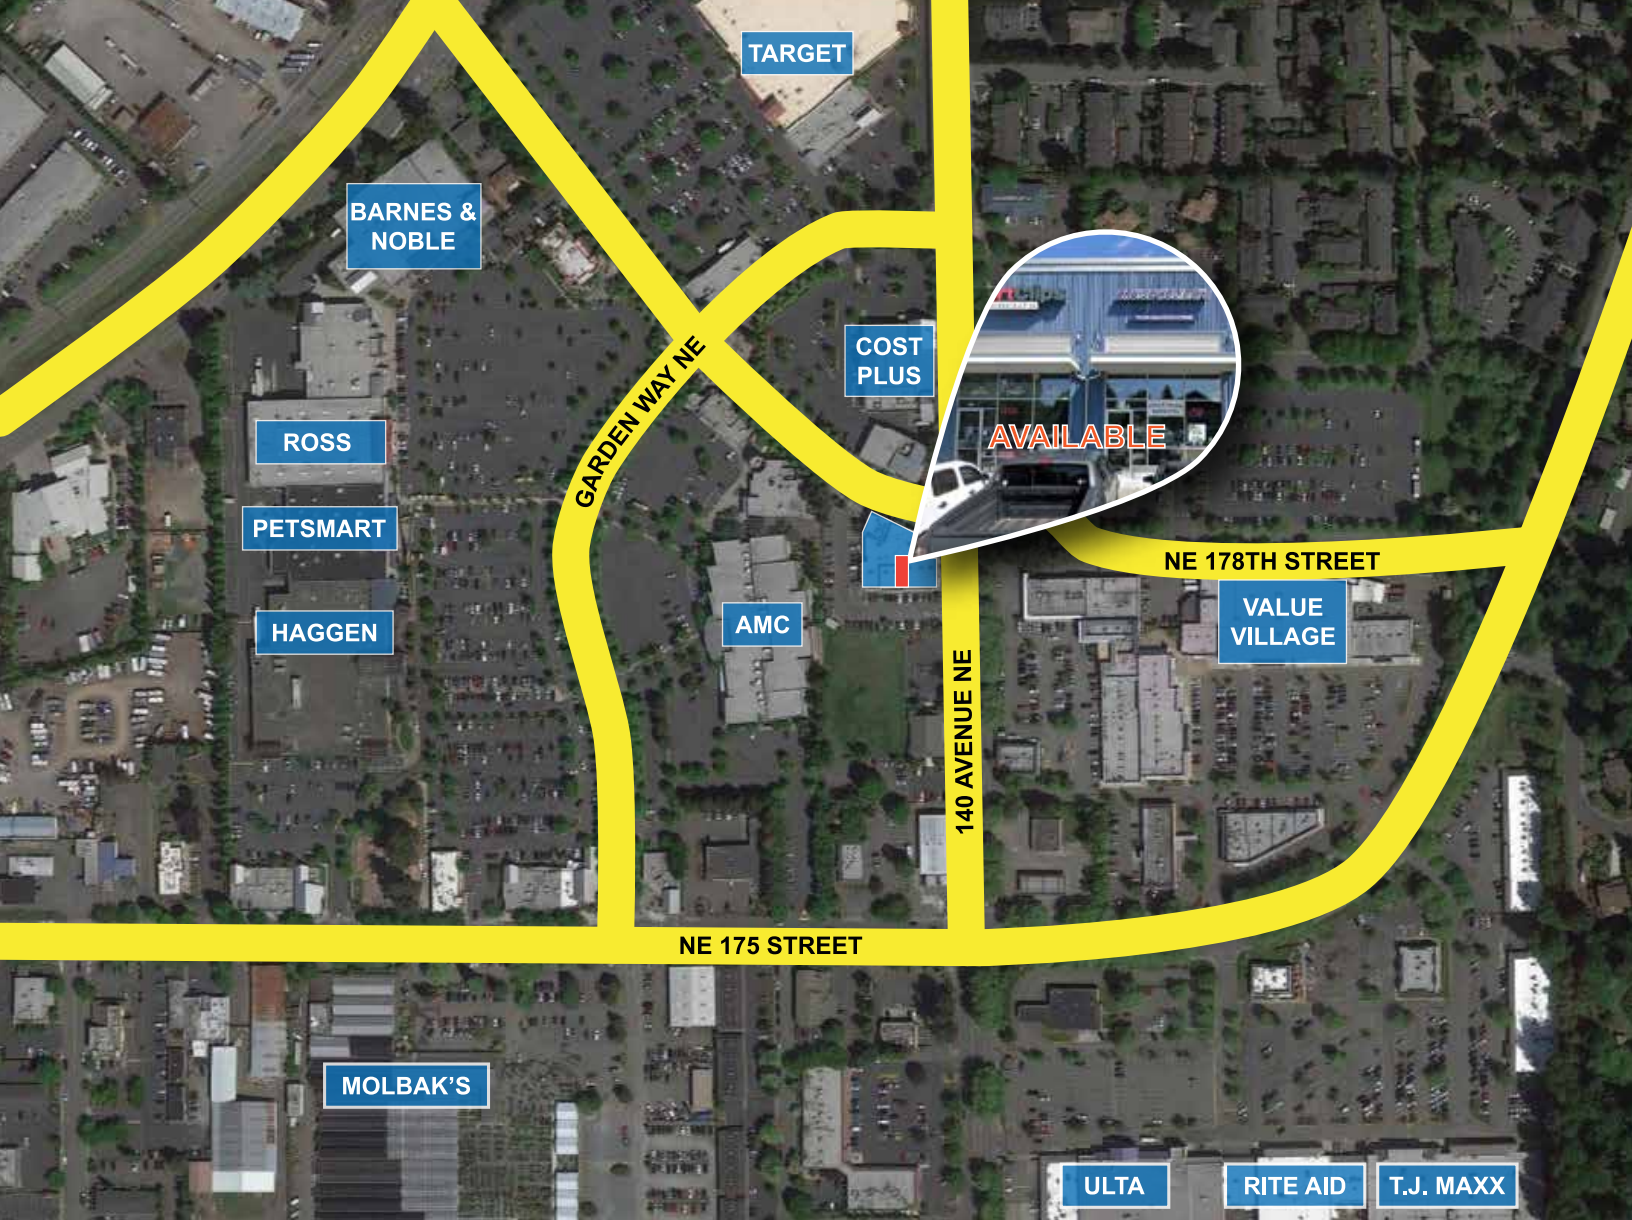 TARGET
BARNES &
NOBLE
COST
PLUS
GARDEN WAY NE
ROSS
AVAILABLE
PETSMART
NE 178TH STREET
HAGGEN
AMC
VALUE
VILLAGE
140 AVENUE NE
NE 175 STREET
MOLBAK'S
ULTA
RITE AID
T.J. MAXX